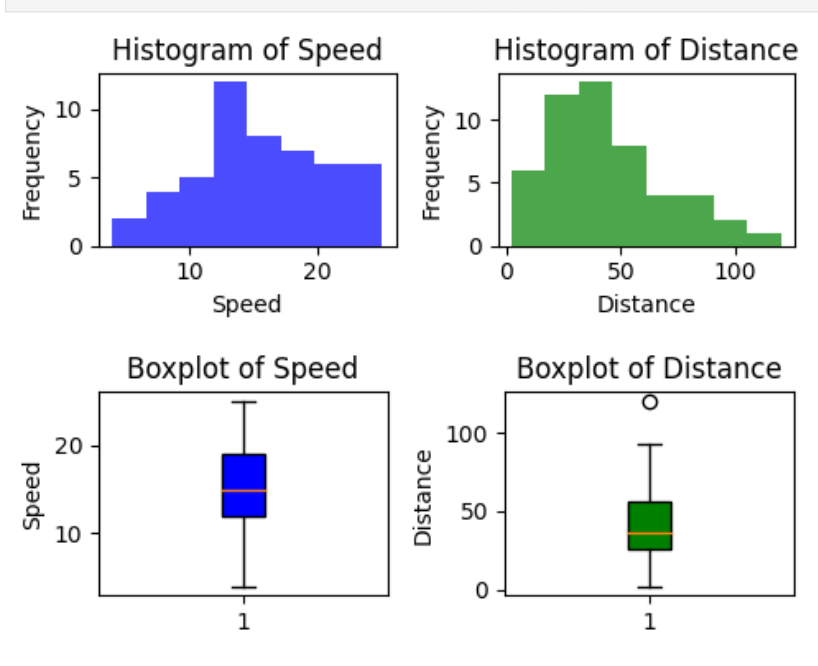 Histogram of Speed
Frequency
10
5
0
10 20
Speed
Histogram of Distance
Frequency
10
5
0
0 50 100
Distance
Boxplot of Speed
Speed
20
10
1
Boxplot of Distance
Distance
100
50
0
1